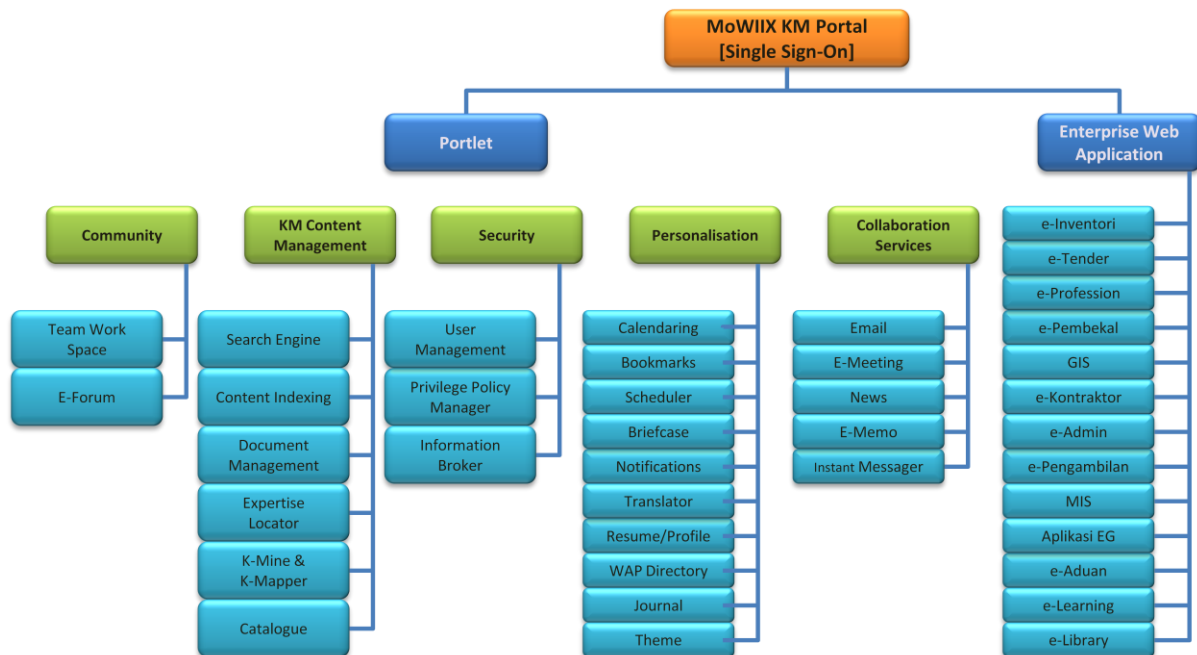 MoWIIX KM Portal
[Single Sign-On]
Portlet
Enterprise Web
Application
Community
Team Work
Space
E-Forum
KM Content
Management
Search Engine
Content Indexing
Document
Management
Expertise
Locator
K-Mine &
K-Mapper
Catalogue
Security
User
Management
Privilege Policy
Manager
Information
Broker
Personalisation
Calendaring
Bookmarks
Scheduler
Briefcase
Notifications
Translator
Resume/Profile
WAP Directory
Journal
Theme
Collaboration
Services
Email
E-Meeting
News
E-Memo
Instant Messager
e-Inventori
e-Tender
e-Profession
e-Pembekal
GIS
e-Kontraktor
e-Admin
e-Pengambilan
MIS
Aplikasi EG
e-Aduan
e-Learning
e-Library